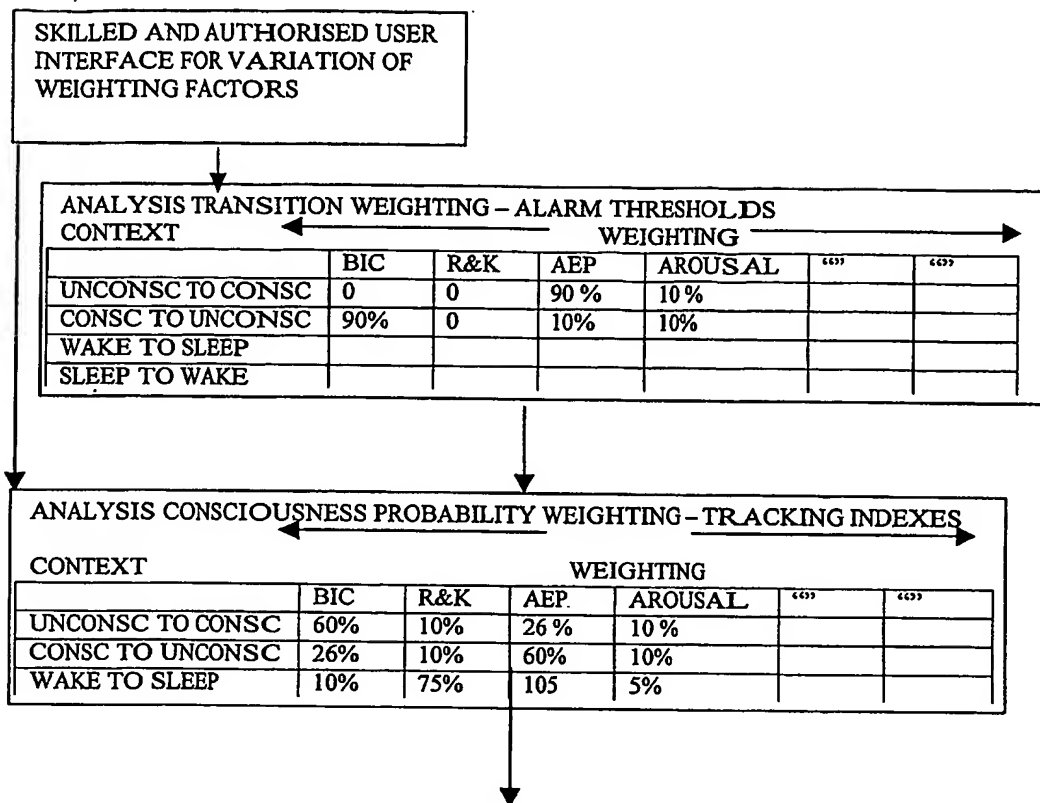 SKILLED AND AUTHORISED USER
INTERFACE FOR VARIATION OF
WEIGHTING FACTORS
ANALYSIS TRANSITION WEIGHTING – ALARM THRESHOLDS
CONTEXT WEIGHTING
BIC R&K AEP AROUSAL “” “”
UNCONSC TO CONSC 0 0 90 % 10 %
CONSC TO UNCONSC 90% 0 10% 10%
WAKE TO SLEEP
SLEEP TO WAKE
ANALYSIS CONSCIOUSNESS PROBABILITY WEIGHTING – TRACKING INDEXES
CONTEXT WEIGHTING
BIC R&K AEP. AROUSAL “” “”
UNCONSC TO CONSC 60% 10% 26 % 10 %
CONSC TO UNCONSC 26% 10% 60% 10%
WAKE TO SLEEP 10% 75% 105 5%